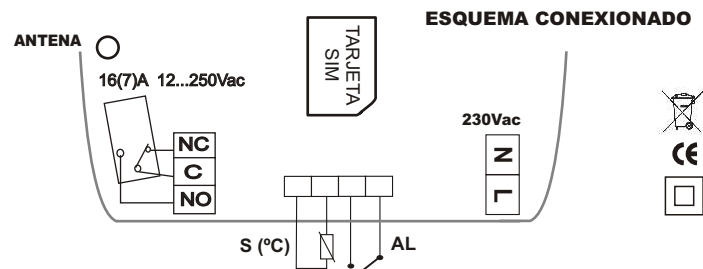 ESQUEMA CONEXIONADO
ANTENA
TARJETA
SIM
16(7)A 12...250Vac
230Vac
NC
C
NO
N
L
S (ºC)
AL
CE